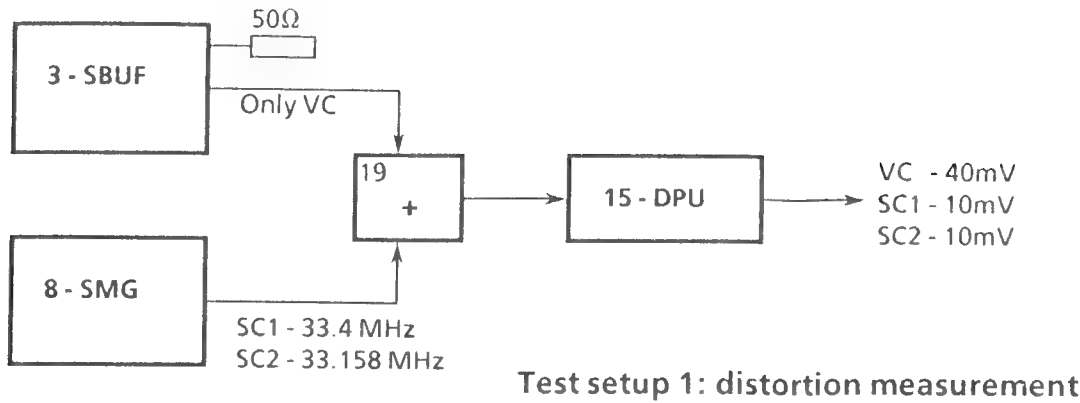 50Ω
3 - SBUF
Only VC
19
+
15 - DPU
VC - 40mV
SC1 - 10mV
SC2 - 10mV
8 - SMG
SC1 - 33.4 MHz
SC2 - 33.158 MHz
Test setup 1: distortion measurement